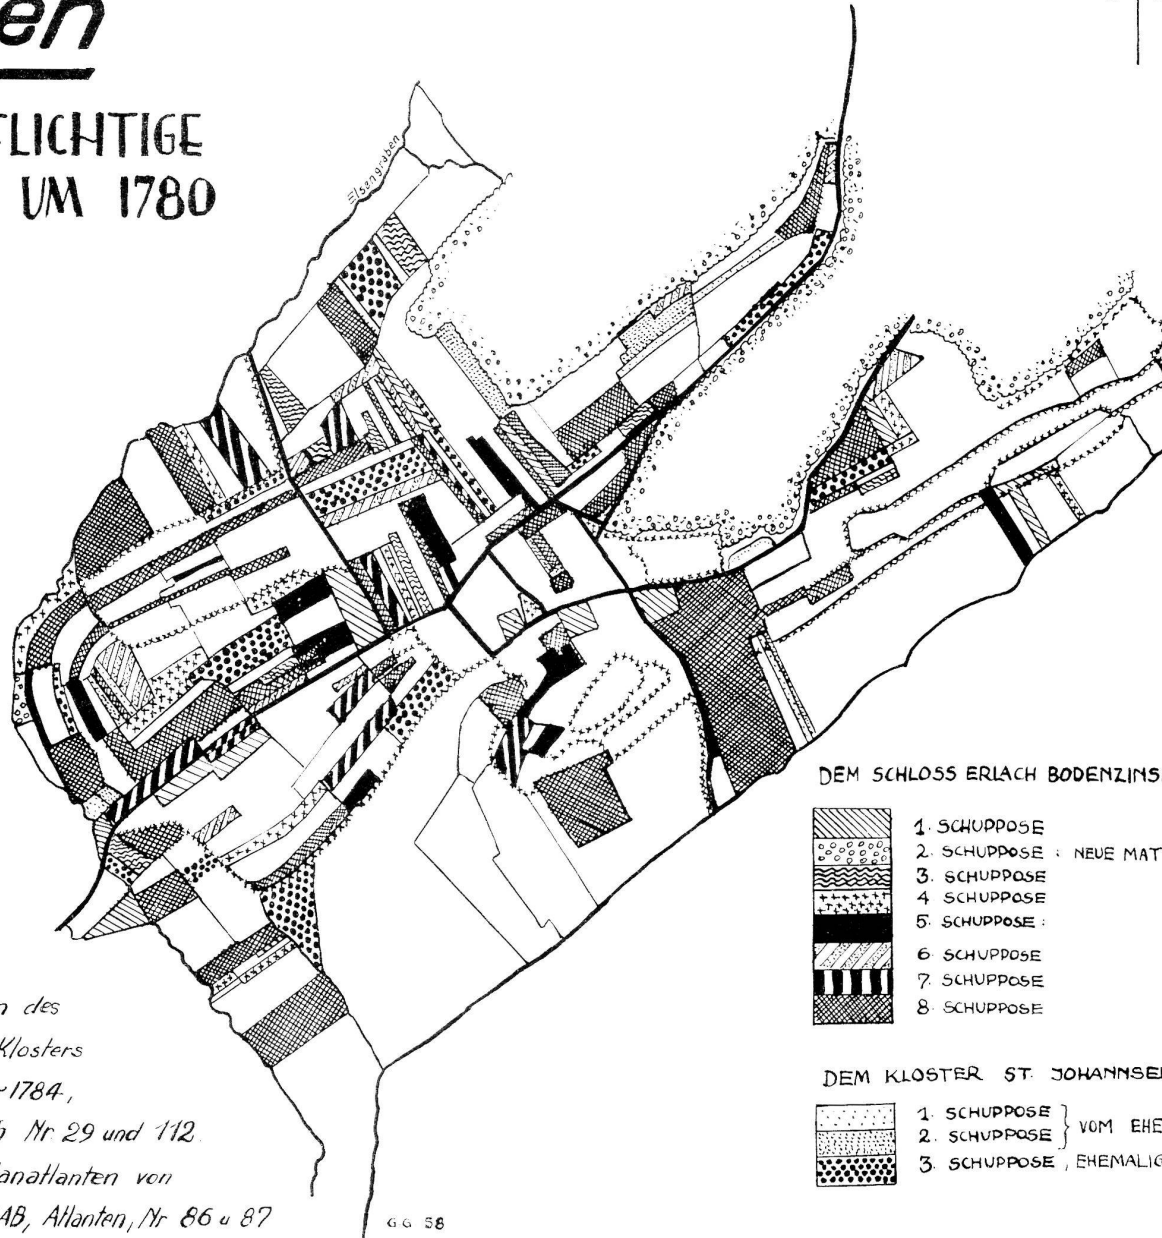 en
FLICHTIGE
UM 1780
Elsengraben
DEM SCHLOSS ERLACH BODENZINS
1. SCHUPPOSE
2. SCHUPPOSE : NEUE MAT
3. SCHUPPOSE
4 SCHUPPOSE
5. SCHUPPOSE :
6 SCHUPPOSE
7. SCHUPPOSE
8. SCHUPPOSE
DEM KLOSTER ST. JOHANNSE
1. SCHUPPOSE
2. SCHUPPOSE } VOM EHE
3. SCHUPPOSE , EHEMALIG
n des
Klosters
1784,
Nr. 29 und 112.
lanatlanten von
AB, Atlanten, Nr 86 u 87
GG 58